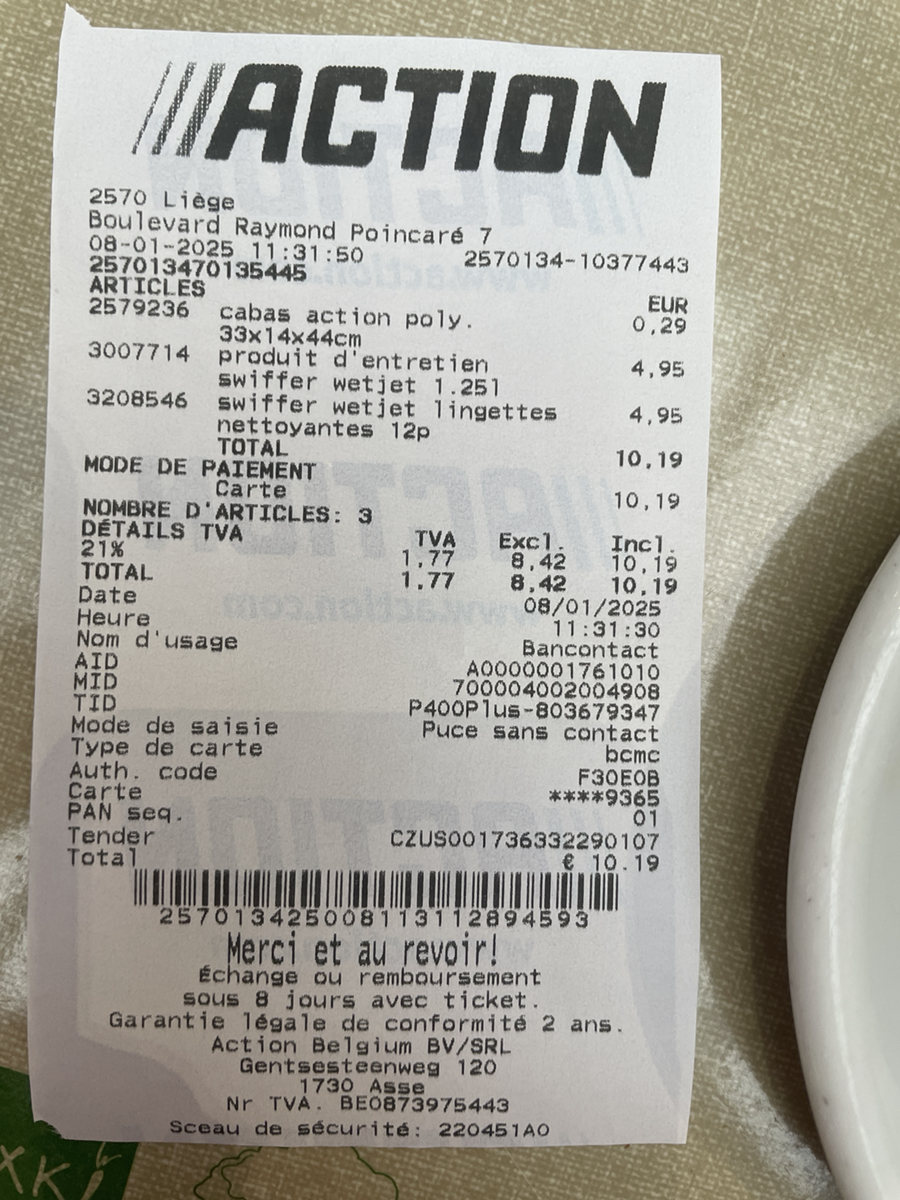 ///ACTION
2570 Liège
Boulevard Raymond Poincaré 7
08-01-2025 11:31:50 2570134-10377443
257013470135445
ARTICLES EUR
2579236 cabas action poly. 0,29
33x14x44cm
3007714 produit d'entretien 4,95
swiffer wetjet 1.25l
3208546 swiffer wetjet lingettes 4,95
nettoyantes 12p
TOTAL 10,19
MODE DE PAIEMENT
Carte 10,19
NOMBRE D'ARTICLES: 3
DÉTAILS TVA TVA Excl. Incl.
21% 1,77 8,42 10,19
TOTAL 1,77 8,42 10,19
Date 08/01/2025
Heure 11:31:30
Nom d'usage Bancontact
AID A0000001761010
MID 700004002004908
TID P400Plus-803679347
Mode de saisie Puce sans contact
Type de carte bcmc
Auth. code F30E0B
Carte ****9365
PAN seq. 01
Tender CZUS001736332290107
Total € 10.19
2570134250081131128 94593
Merci et au revoir!
Échange ou remboursement
sous 8 jours avec ticket.
Garantie légale de conformité 2 ans.
Action Belgium BV/SRL
Gentsesteenweg 120
1730 Asse
Nr TVA. BE0873975443
Sceau de sécurité: 220451A0